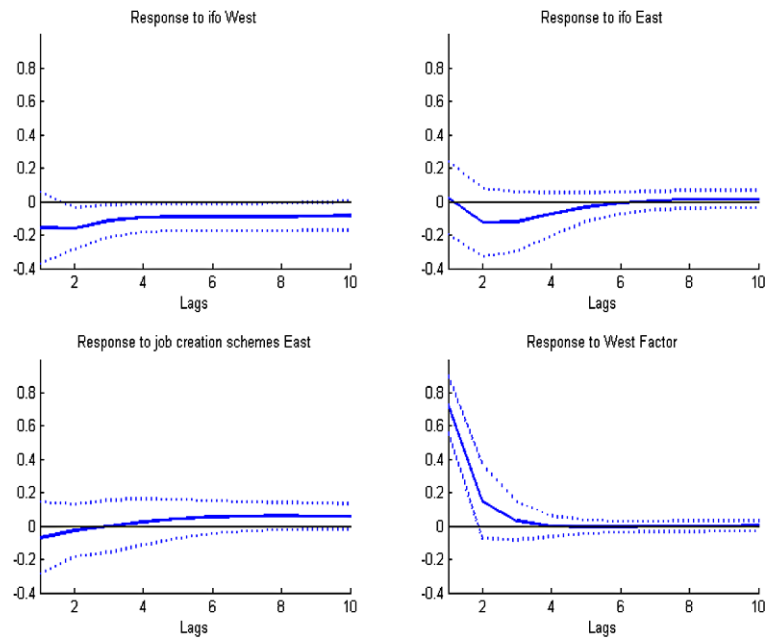 Response to ifo West
0.8
0.6
0.4
0.2
0
-0.2
-0.4
2 4 6 8 10
Lags
Response to ifo East
0.8
0.6
0.4
0.2
0
-0.2
-0.4
2 4 6 8 10
Lags
Response to job creation schemes East
0.8
0.6
0.4
0.2
0
-0.2
-0.4
2 4 6 8 10
Lags
Response to West Factor
0.8
0.6
0.4
0.2
0
-0.2
-0.4
2 4 6 8 10
Lags